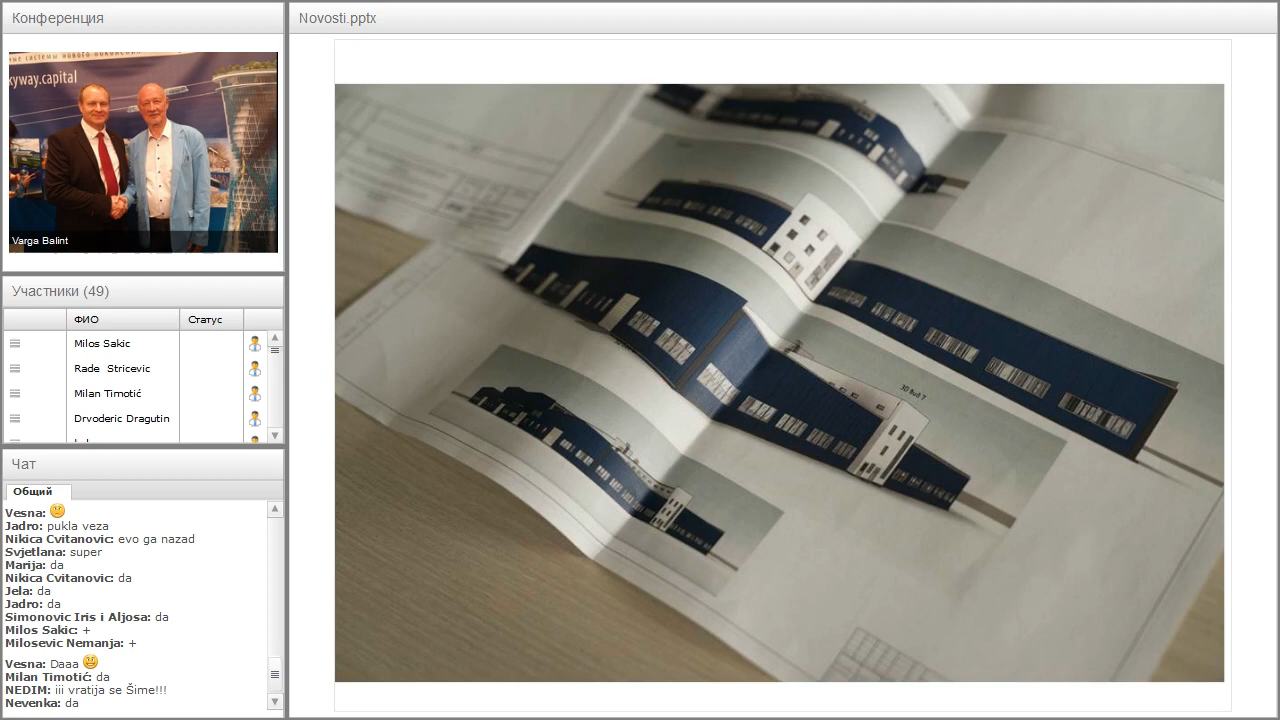 Конференция
kyway.capital
Varga Balint
Участники (49)
ФИО
Статус
Milos Sakic
Rade Stricevic
Milan Timotić
Drvoderic Dragutin
Чат
Общий
Vesna:
Jadro: pukla veza
Nikica Cvitanovic: evo ga nazad
Svjetlana: super
Marija: da
Nikica Cvitanovic: da
Jela: da
Jadro: da
Simonovic Iris i Aljosa: da
Milos Sakic: +
Milosevic Nemanja: +
Vesna: Daaa
Milan Timotić: da
NEDIM: iii vratija se Šime!!!
Nevenka: da
Novosti.pptx